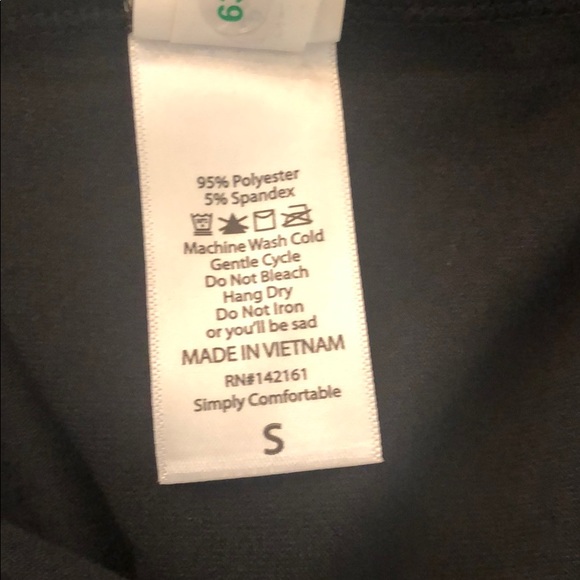 95% Polyester
5% Spandex
Machine Wash Cold
Gentle Cycle
Do Not Bleach
Hang Dry
Do Not Iron
or you'll be sad
MADE IN VIETNAM
RN#142161
Simply Comfortable
S